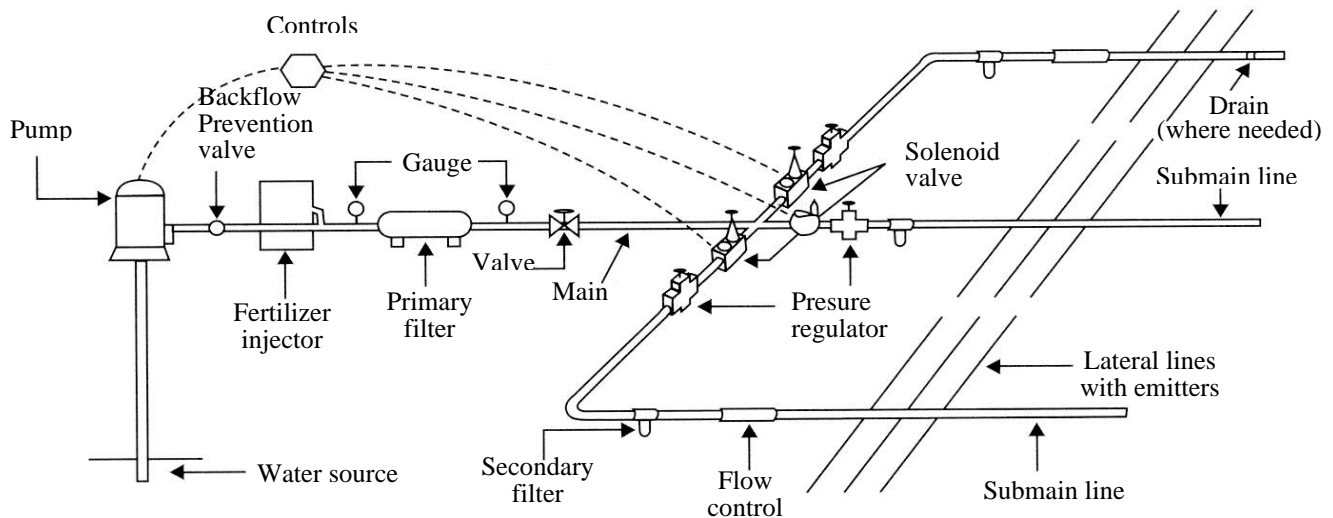 Controls
Backflow
Prevention
valve
Pump
Gauge
Solenoid
valve
Drain
(where needed)
Submain line
Valve
Main
Fertilizer
injector
Primary
filter
Presure
regulator
Lateral lines
with emitters
Water source
Secondary
filter
Flow
control
Submain line